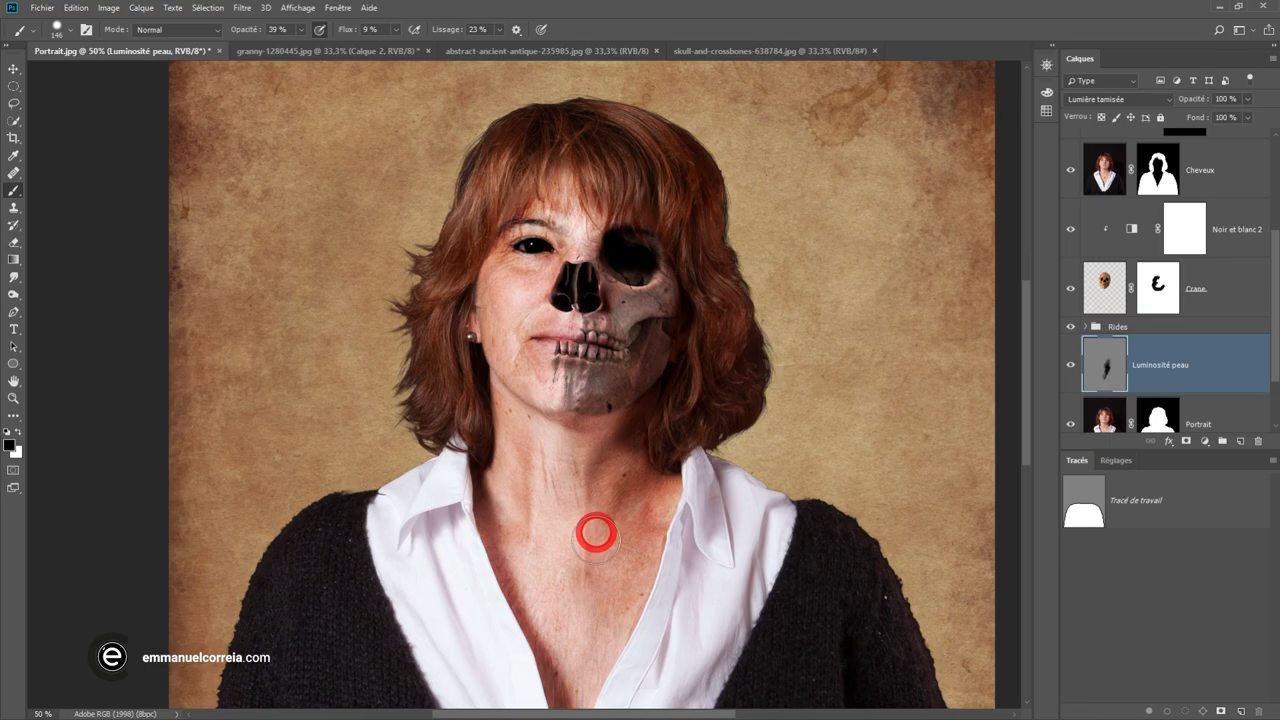 Fichier Edition Image Calque Texte Sélection Filtre 3D Affichage Fenêtre Aide
146 Mode : Normal Opacité : 39 % Flux : 9 % Lissage : 23 %
Portrait.jpg @ 50% (Luminosité peau, RVB/8*) * × granny-1280445.jpg @ 33,3% (Calque 2, RVB/8) * × abstract-ancient-antique-235985.jpg @ 33,3% (RVB/8) × skull-and-crossbones-638784.jpg @ 33,3% (RVB/8#) ×
Calques
Type
Lumière tamisée Opacité : 100 %
Verrou : Fond : 100 %
Cheveux
Noir et blanc 2
Crane
Rides
Luminosité peau
Portrait
Tracés Réglages
Tracé de travail
e emmanuelcorreia.com
50 % Adobe RGB (1998) (8bpc)